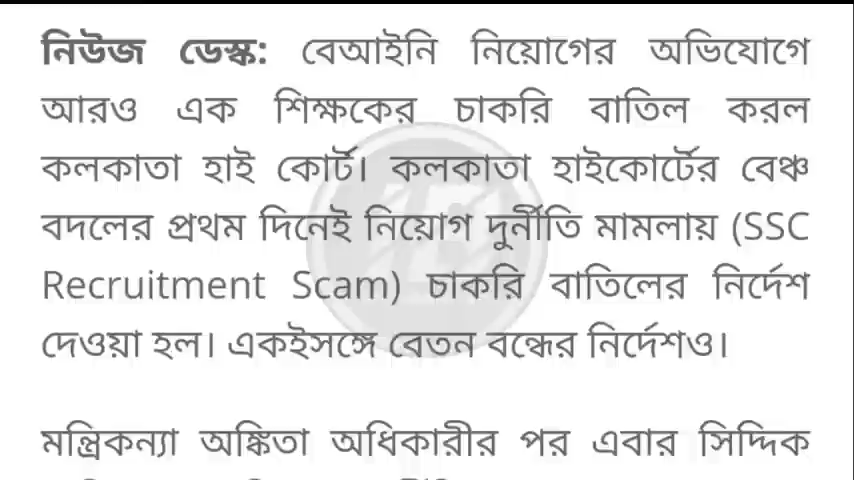 নিউজ ডেস্ক: বেআইনি নিয়োগের অভিযোগে
আরও এক শিক্ষকের চাকরি বাতিল করল
কলকাতা হাই কোর্ট। কলকাতা হাইকোর্টের বেঞ্চ
বদলের প্রথম দিনেই নিয়োগ দুর্নীতি মামলায় (SSC
Recruitment Scam) চাকরি বাতিলের নির্দেশ
দেওয়া হল। একইসঙ্গে বেতন বন্ধের নির্দেশও।
মন্ত্রিকন্যা অঙ্কিতা অধিকারীর পর এবার সিদ্দিক